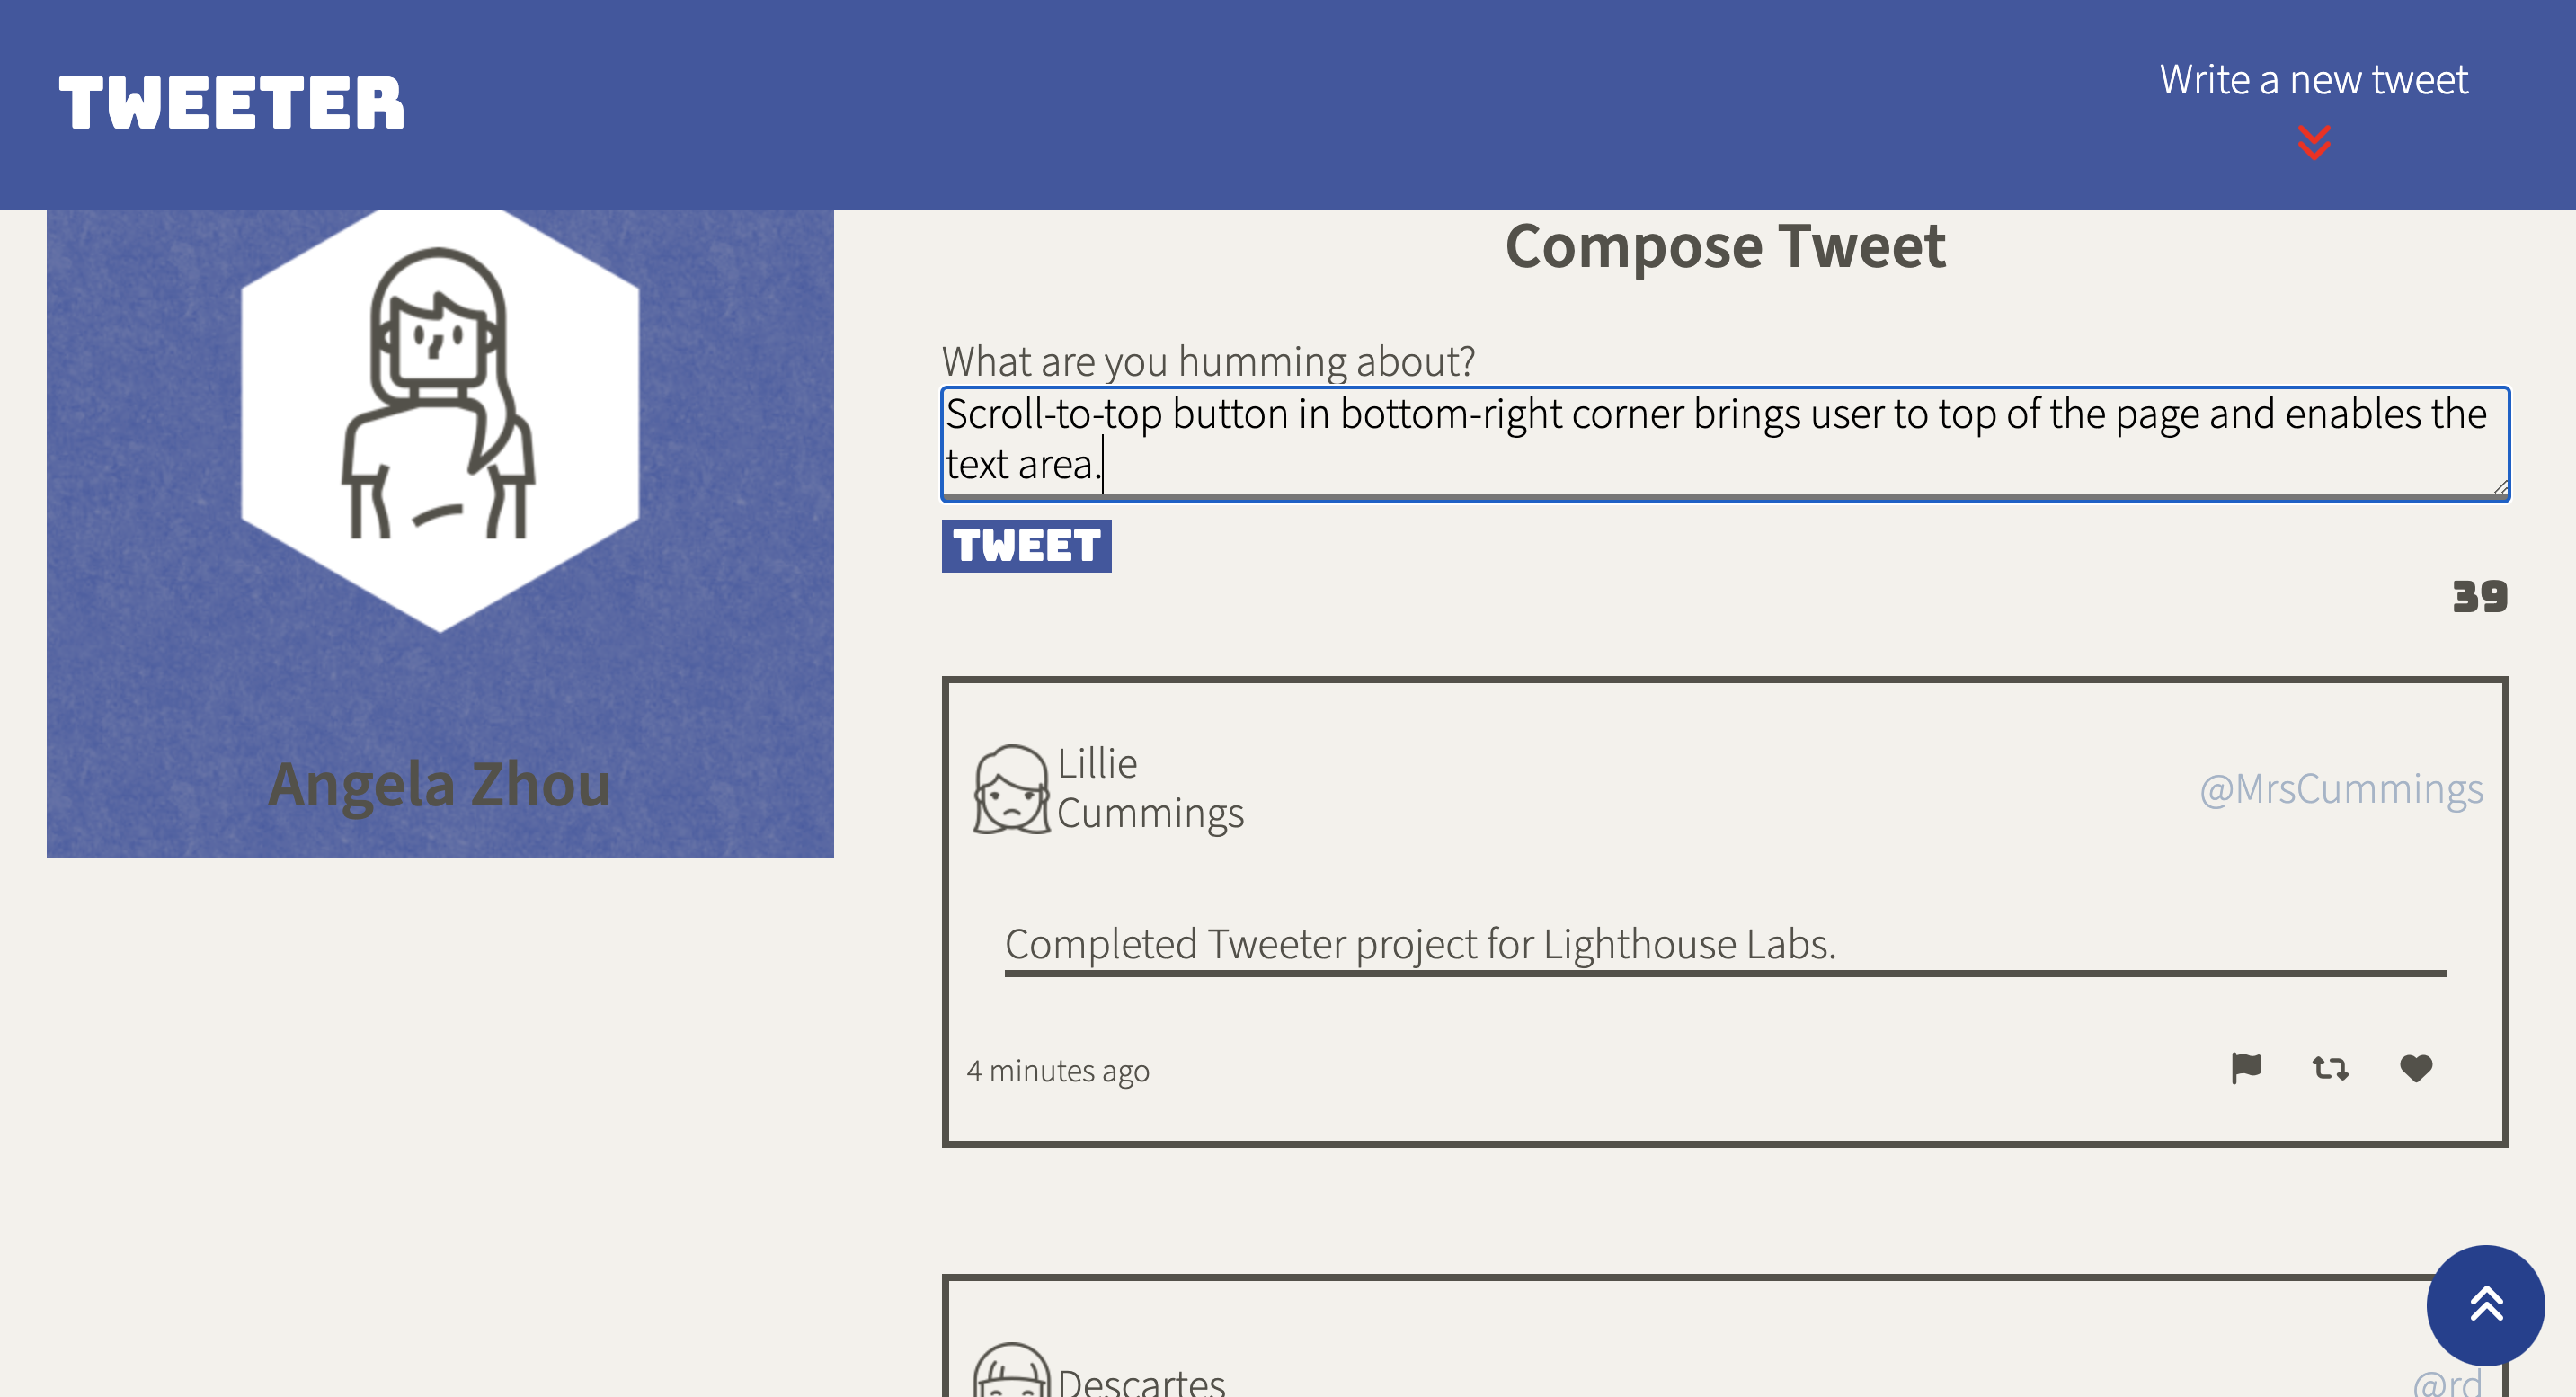 TWEETER
Write a new tweet
Angela Zhou
Compose Tweet
What are you humming about?
Scroll-to-top button in bottom-right corner brings user to top of the page and enables the
text area.
TWEET
39
Lillie
Cummings
@MrsCummings
Completed Tweeter project for Lighthouse Labs.
4 minutes ago
Descartes
@rd